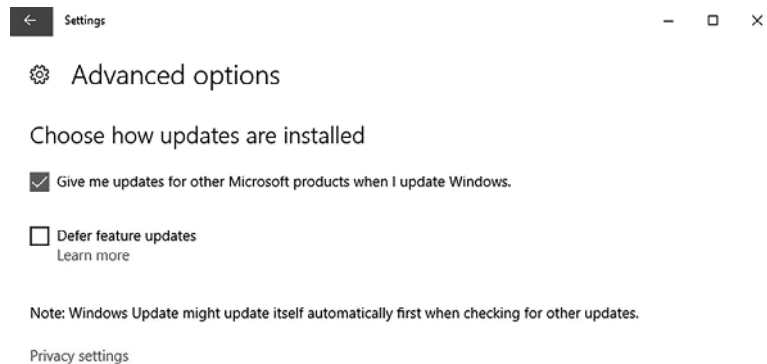 Settings
Advanced options
Choose how updates are installed
Give me updates for other Microsoft products when I update Windows.
Defer feature updates
Learn more
Note: Windows Update might update itself automatically first when checking for other updates.
Privacy settings